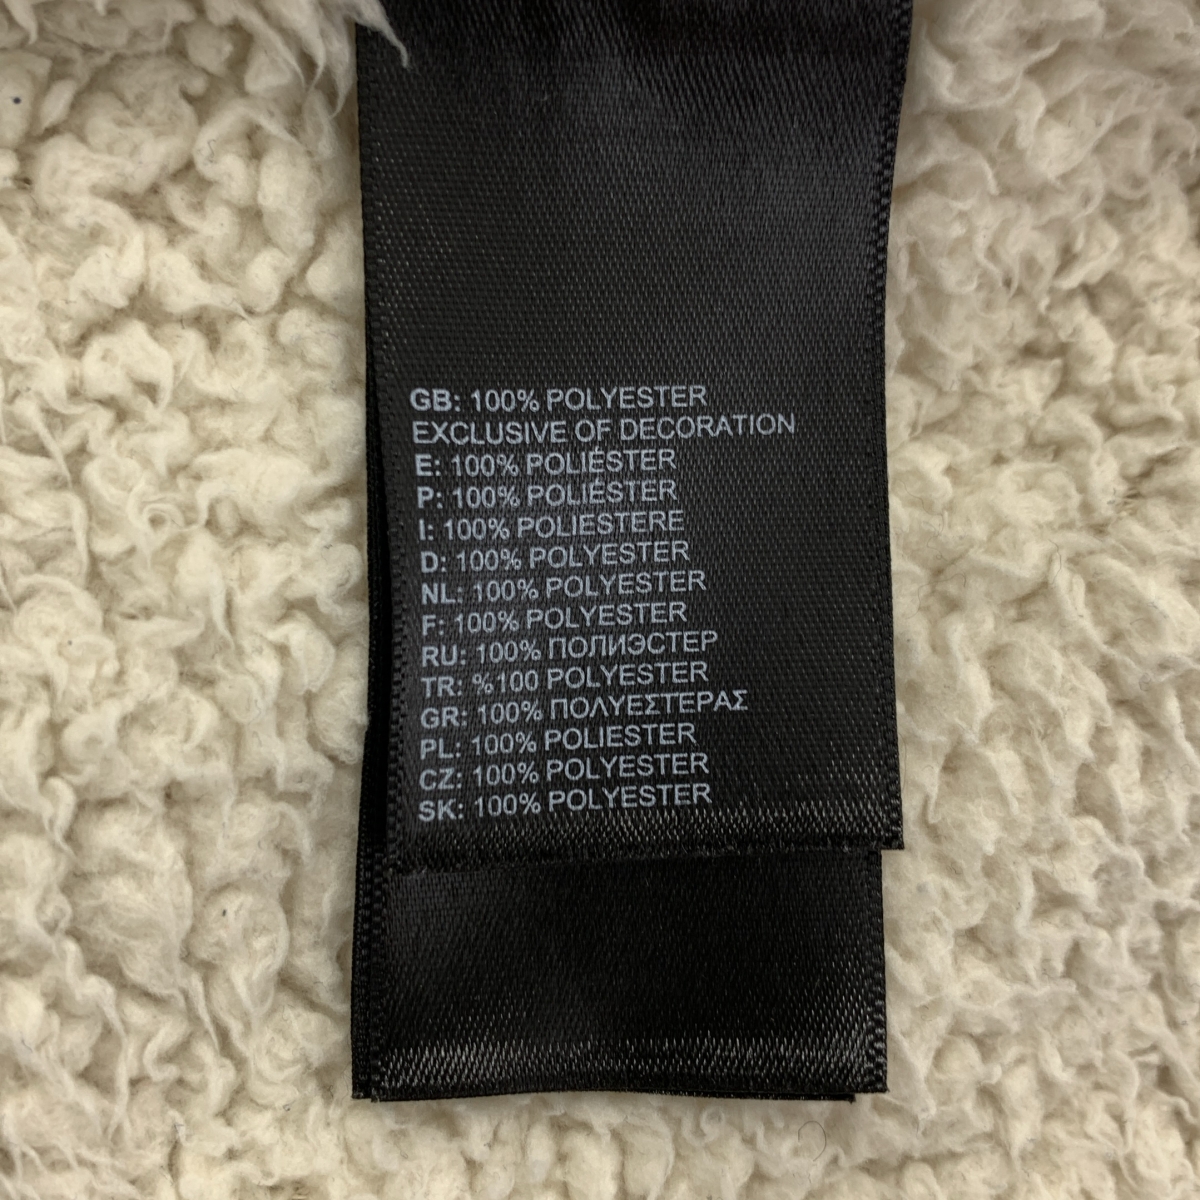 GB: 100% POLYESTER
EXCLUSIVE OF DECORATION
E: 100% POLIÉSTER
P: 100% POLIÉSTER
I: 100% POLIESTERE
D: 100% POLYESTER
NL: 100% POLYESTER
F: 100% POLYESTER
RU: 100% ПОЛИЭСТЕР
TR: %100 POLYESTER
GR: 100% ΠΟΛΥΕΣΤΕΡΑΣ
PL: 100% POLIESTER
CZ: 100% POLYESTER
SK: 100% POLYESTER